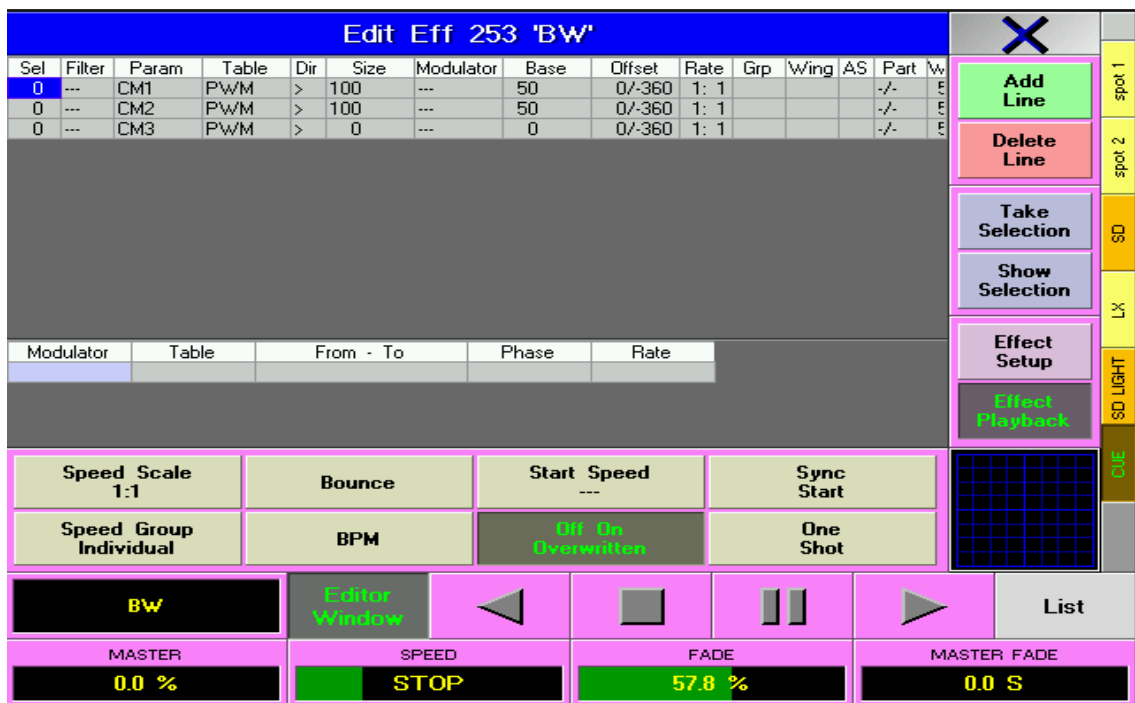 Edit Eff 253 'BW'
Sel Filter Param Table Dir Size Modulator Base Offset Rate Grp Wing AS Part W
0 --- CM1 PWM > 100 --- 50 0/-360 1: 1 -/- 5
0 --- CM2 PWM > 100 --- 50 0/-360 1: 1 -/- 5
0 --- CM3 PWM > 0 --- 0 0/-360 1: 1 -/- 5
Add
Line
Delete
Line
Take
Selection
Show
Selection
Effect
Setup
Effect
Playback
spot 1
spot 2
SD
LX
SD LIGHT
CUE
Modulator Table From - To Phase Rate
Speed Scale
1:1
Bounce
Start Speed
---
Sync
Start
Speed Group
Individual
BPM
Off On
Overwritten
One
Shot
BW
Editor
Window
List
MASTER
0.0 %
SPEED
STOP
FADE
57.8 %
MASTER FADE
0.0 S